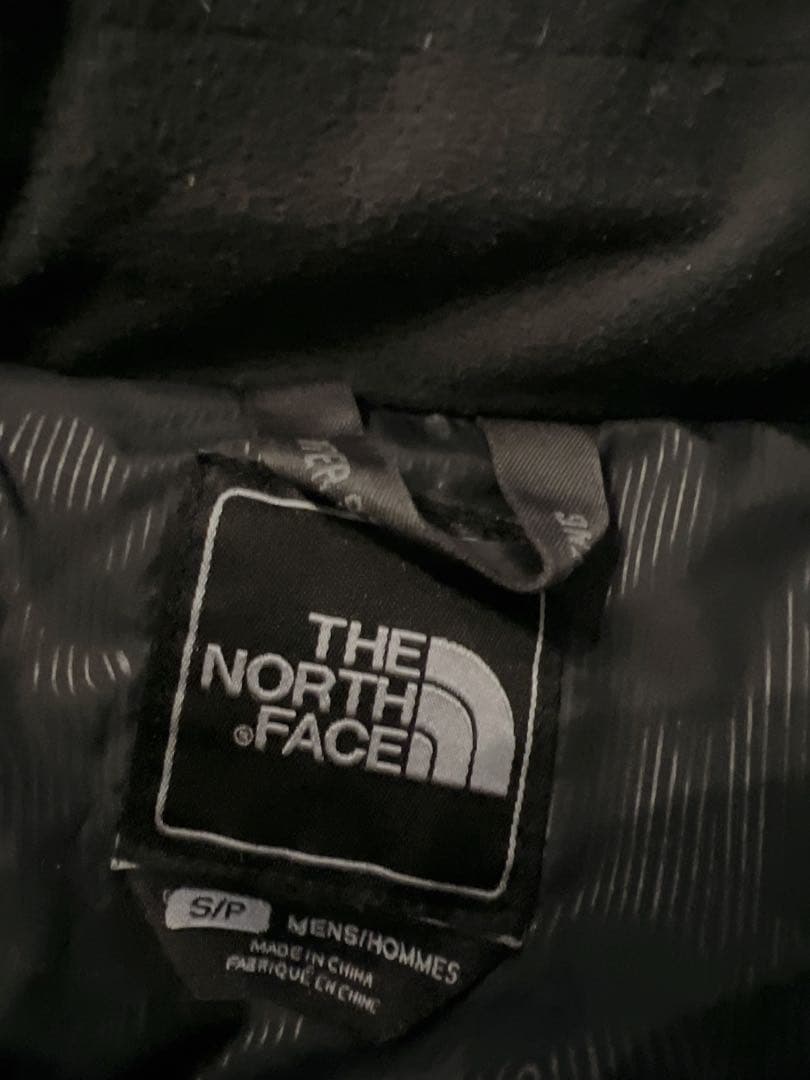 THE
NORTH
®FACE
S/P MENS/HOMMES
MADE IN CHINA
FABRIQUÉ EN CHINE